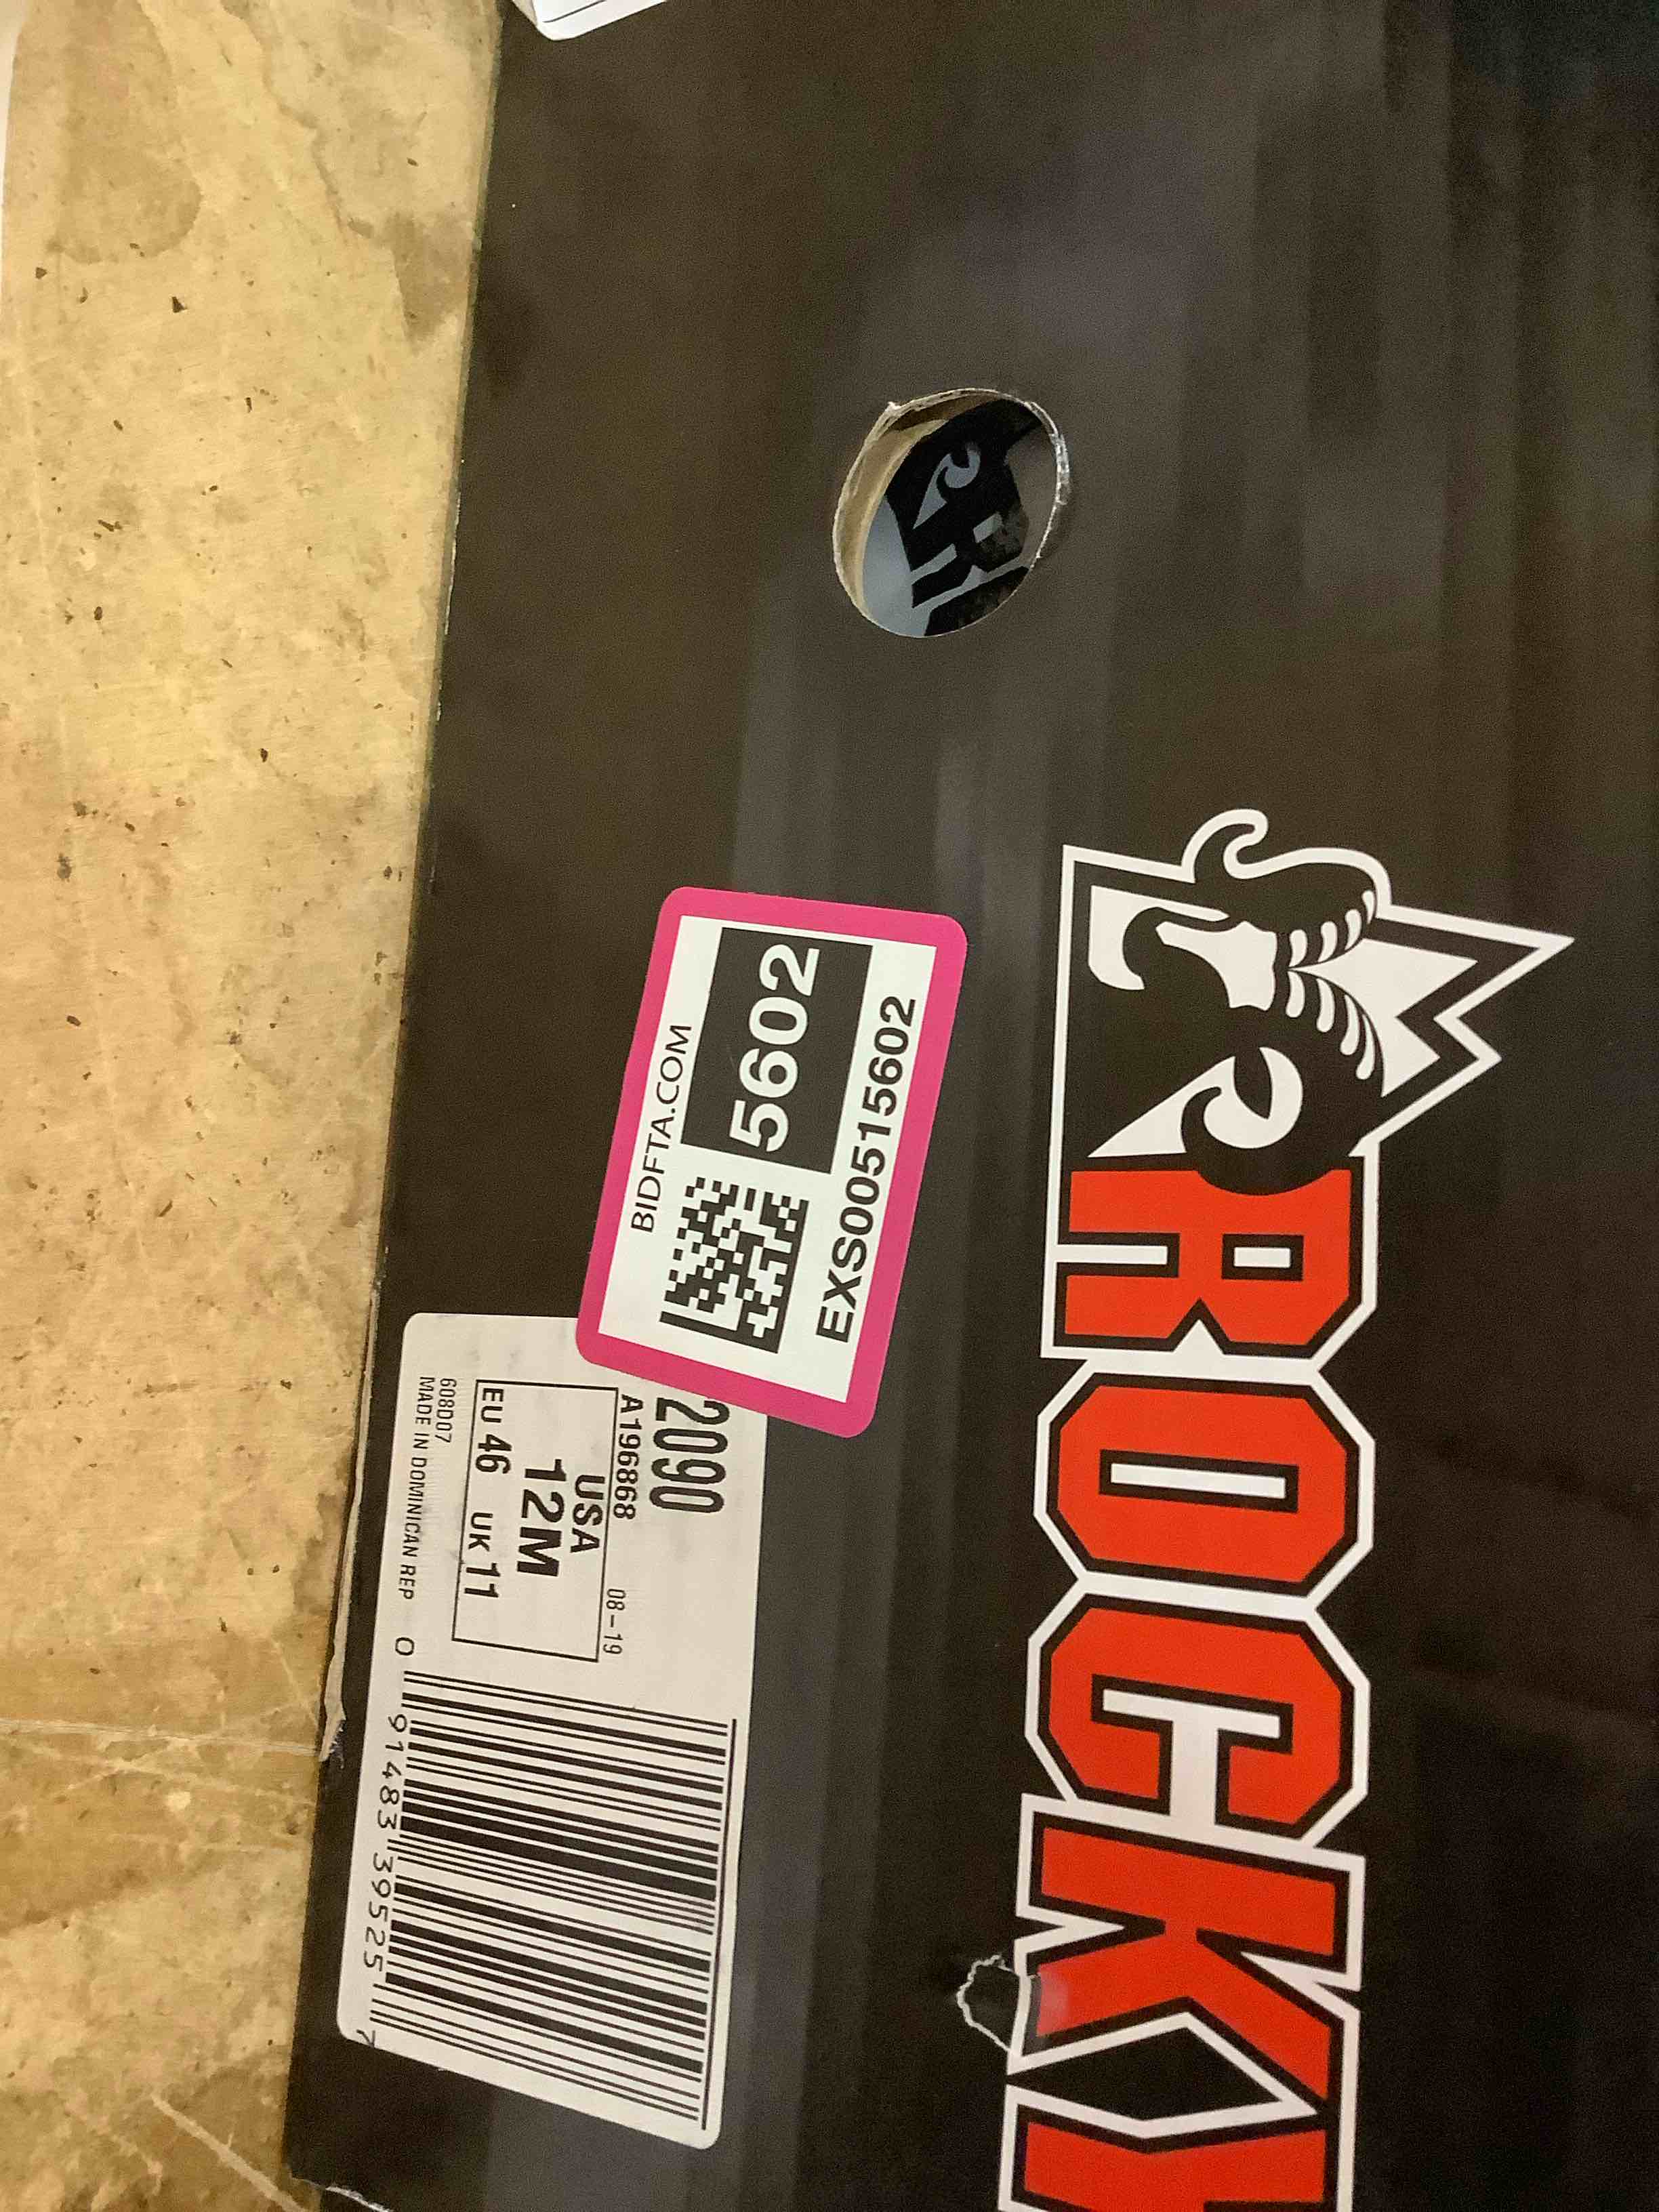 ROCKY
BIDFTA.COM
5602
EXS00515602
2090
A196868 08-19
USA
12M
EU 46 UK 11
608D07
MADE IN DOMINICAN REP
0 91483 39525 7